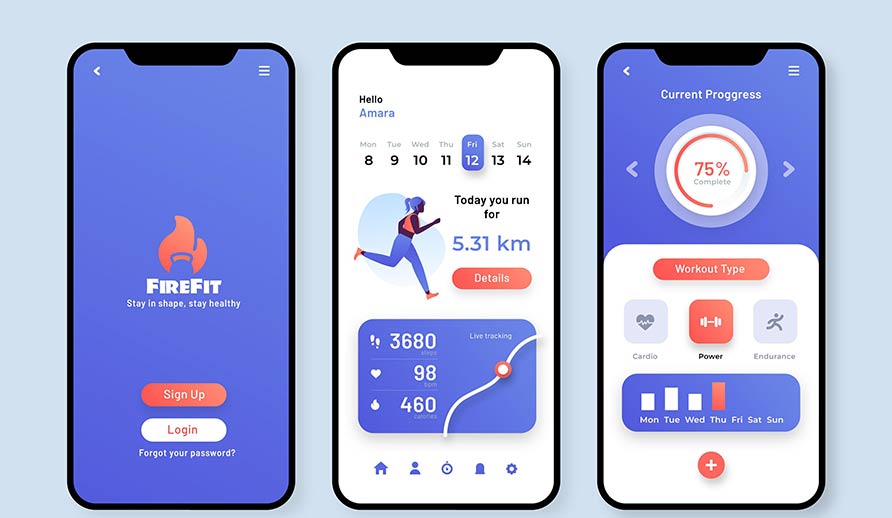 FIREFIT
Stay in shape, stay healthy
Sign Up
Login
Forgot your password?
Hello
Amara
Mon Tue Wed Thu Fri Sat Sun
8 9 10 11 12 13 14
Today you run
for
5.31 km
Details
3680
steps
Live tracking
98
bpm
460
calories
Current Proggress
75%
Complete
Workout Type
Cardio Power Endurance
Mon Tue Wed Thu Fri Sat Sun